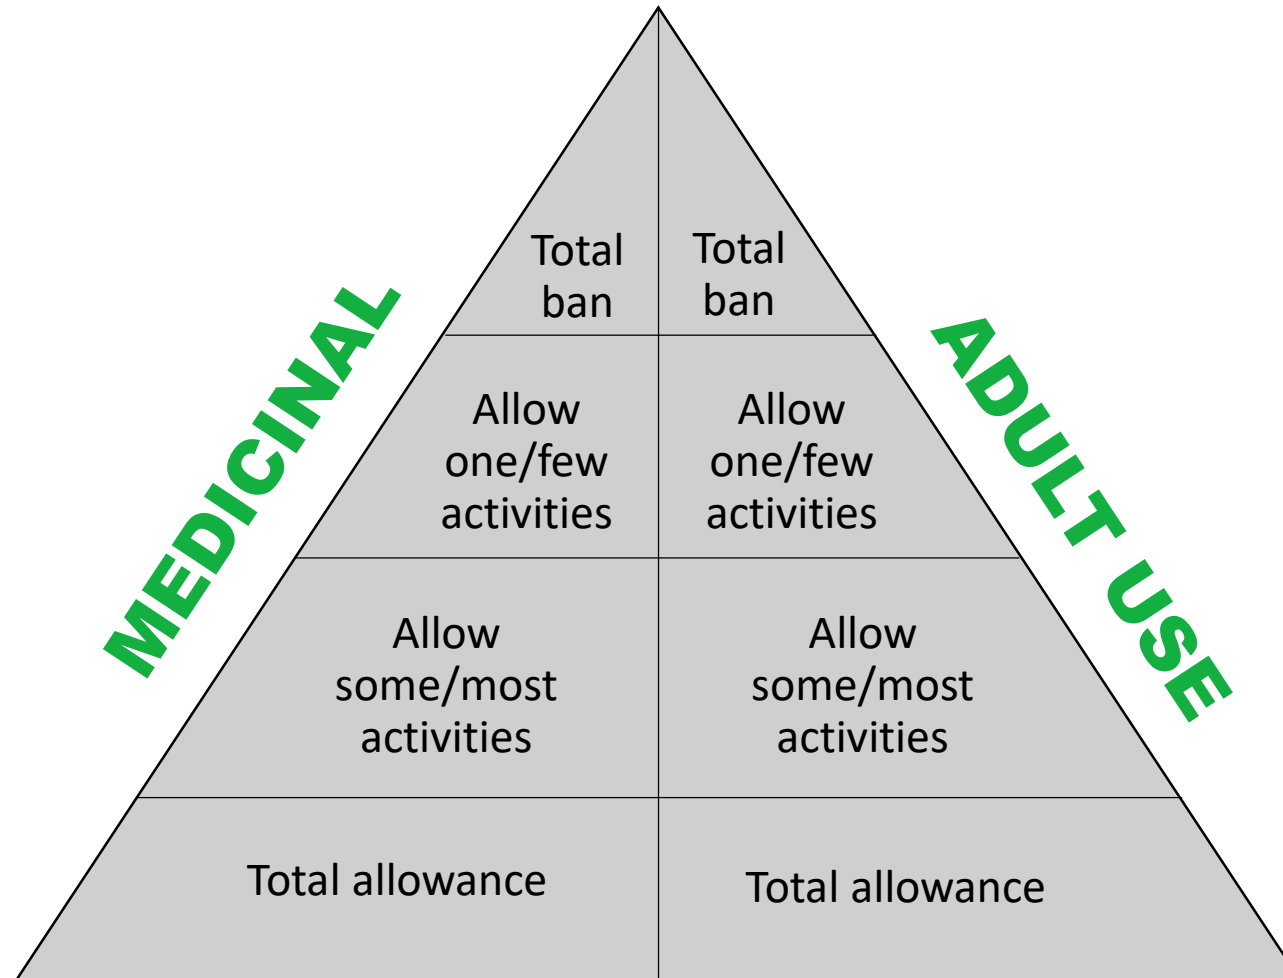 MEDICINAL
ADULT USE
Total
ban
Total
ban
Allow
one/few
activities
Allow
one/few
activities
Allow
some/most
activities
Allow
some/most
activities
Total allowance
Total allowance